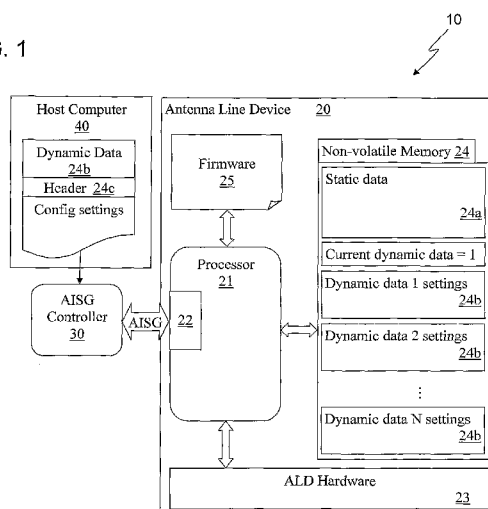 10
. 1
Host Computer
40
Dynamic Data
24b
Header 24c
Config settings
AISG
Controller
30
AISG
Antenna Line Device 20
Firmware
25
Processor
21
22
Non-volatile Memory 24
Static data
24a
Current dynamic data = 1
Dynamic data 1 settings
24b
Dynamic data 2 settings
24b
⋮
Dynamic data N settings
24b
ALD Hardware
23